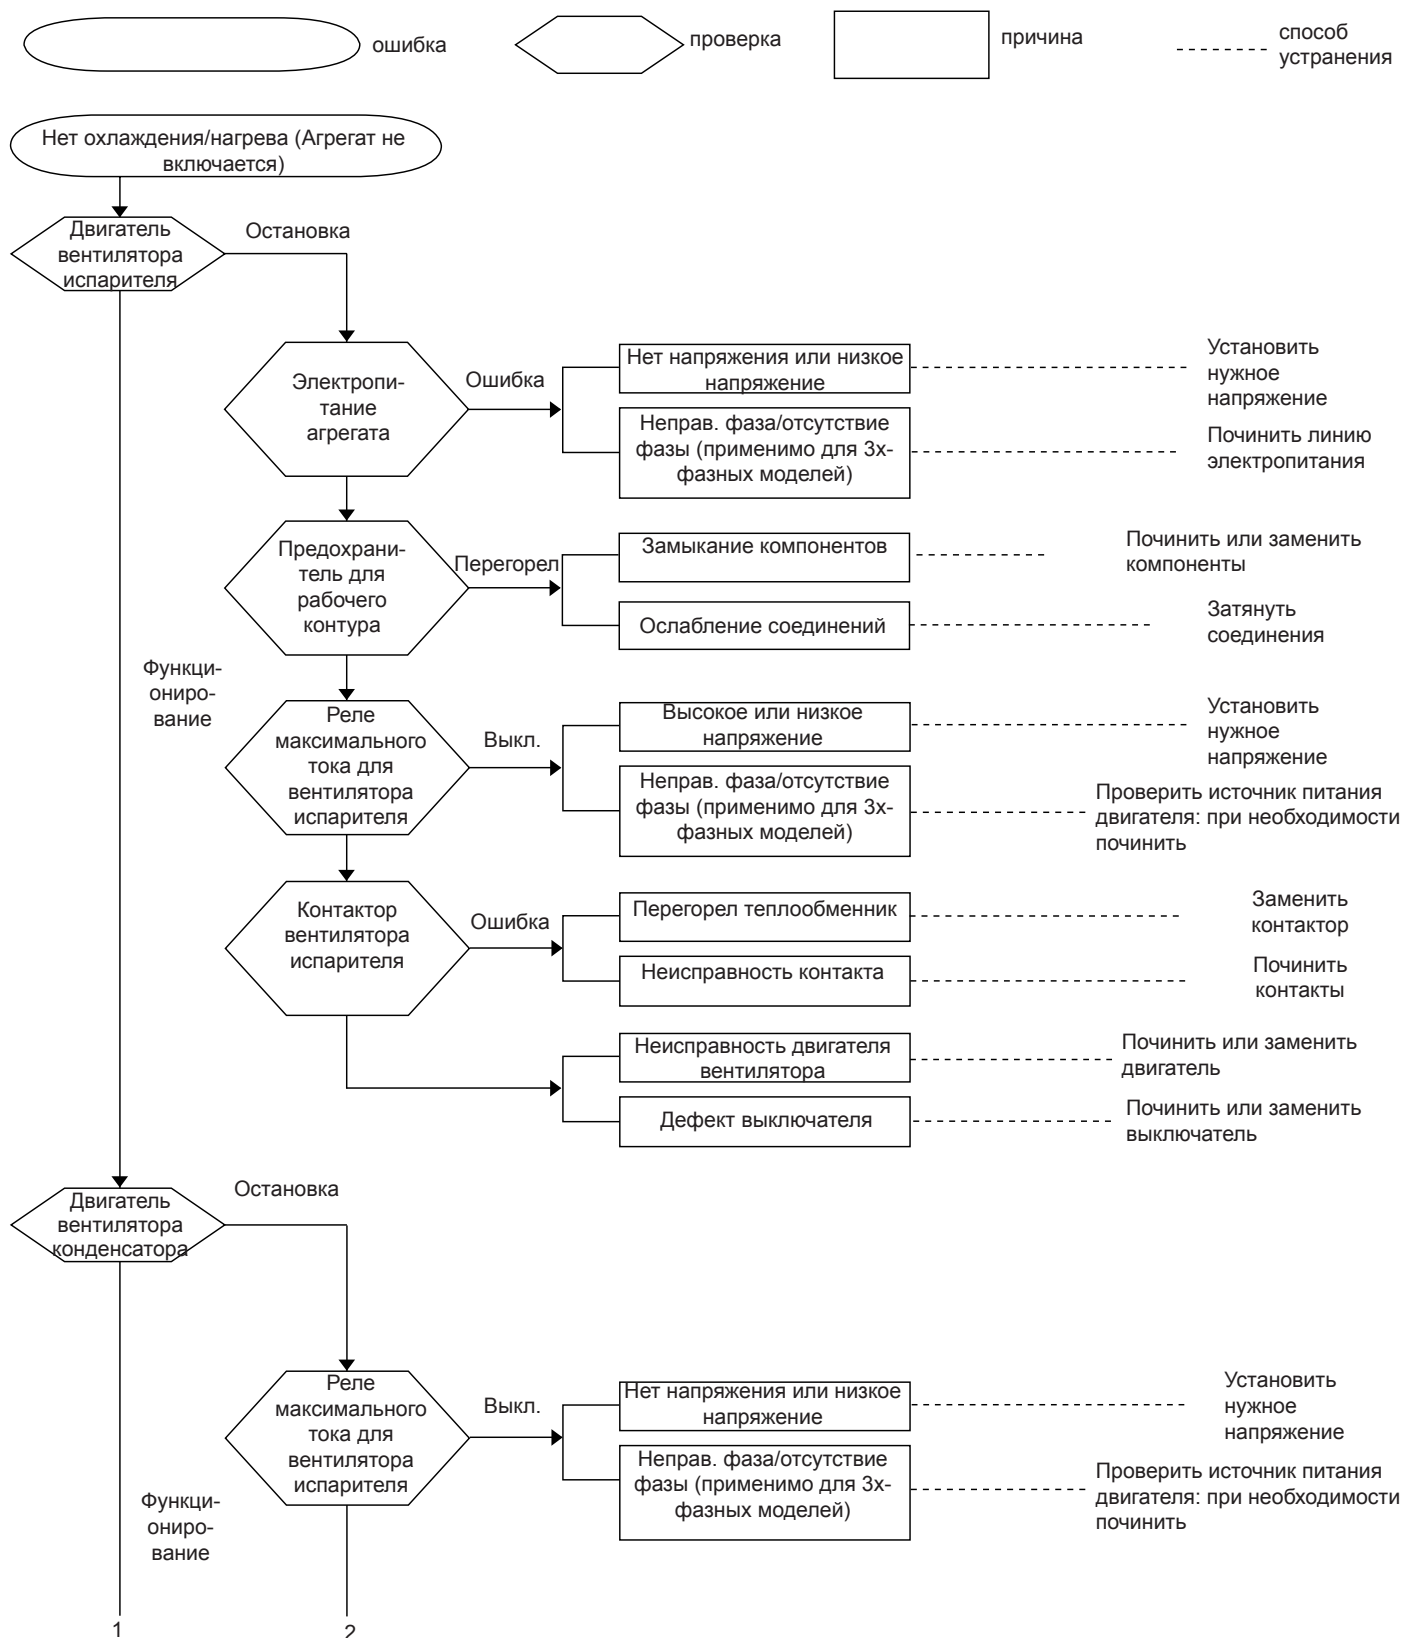 ошибка
проверка
причина
способ
устранения
Нет охлаждения/нагрева (Агрегат не
включается)
Двигатель
вентилятора
испарителя
Остановка
Электропи-
тание
агрегата
Ошибка
Нет напряжения или низкое
напряжение
Установить
нужное
напряжение
Неправ. фаза/отсутствие
фазы (применимо для 3х-
фазных моделей)
Починить линию
электропитания
Предохрани-
тель для
рабочего
контура
Перегорел
Замыкание компонентов
Починить или заменить
компоненты
Ослабление соединений
Затянуть
соединения
Функци-
ониро-
вание
Реле
максимального
тока для
вентилятора
испарителя
Выкл.
Высокое или низкое
напряжение
Установить
нужное
напряжение
Неправ. фаза/отсутствие
фазы (применимо для 3х-
фазных моделей)
Проверить источник питания
двигателя: при необходимости
починить
Контактор
вентилятора
испарителя
Ошибка
Перегорел теплообменник
Заменить
контактор
Неисправность контакта
Починить
контакты
Неисправность двигателя
вентилятора
Починить или заменить
двигатель
Дефект выключателя
Починить или заменить
выключатель
Двигатель
вентилятора
конденсатора
Остановка
Реле
максимального
тока для
вентилятора
испарителя
Выкл.
Нет напряжения или низкое
напряжение
Установить
нужное
напряжение
Неправ. фаза/отсутствие
фазы (применимо для 3х-
фазных моделей)
Проверить источник питания
двигателя: при необходимости
починить
Функци-
ониро-
вание
1
2